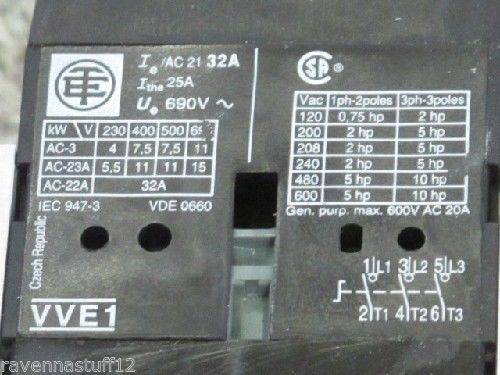 I e /AC 21 32A
I the 25A
U e 690V ~
kW V 230 400 500
AC-3 4 7,5 7,5 11
AC-23A 5,5 11 11 15
AC-22A 32A
IEC 947-3 VDE 0660
Czech Republic
VVE1
®
Vac 1ph-2poles 3ph-3poles
120 0,75 hp 2 hp
200 2 hp 5 hp
208 2 hp 5 hp
240 2 hp 5 hp
480 5 hp 10 hp
600 5 hp 10 hp
Gen. purp. max. 600V AC 20A
1 L1 3 L2 5 L3
2 T1 4 T2 6 T3
ravennastuff12